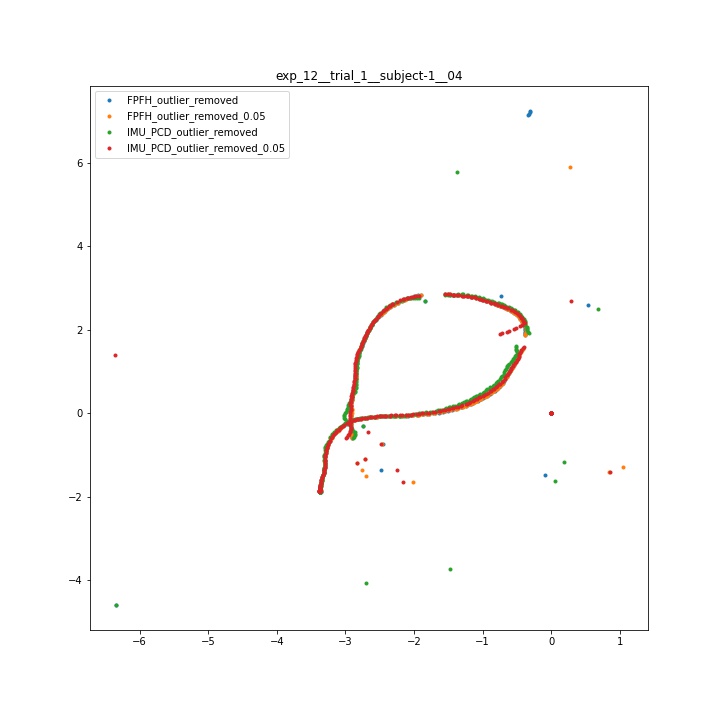 exp_12__trial_1__subject-1__04
FPFH_outlier_removed
FPFH_outlier_removed_0.05
IMU_PCD_outlier_removed
IMU_PCD_outlier_removed_0.05
6
4
2
0
−2
−4
−6 −5 −4 −3 −2 −1 0 1